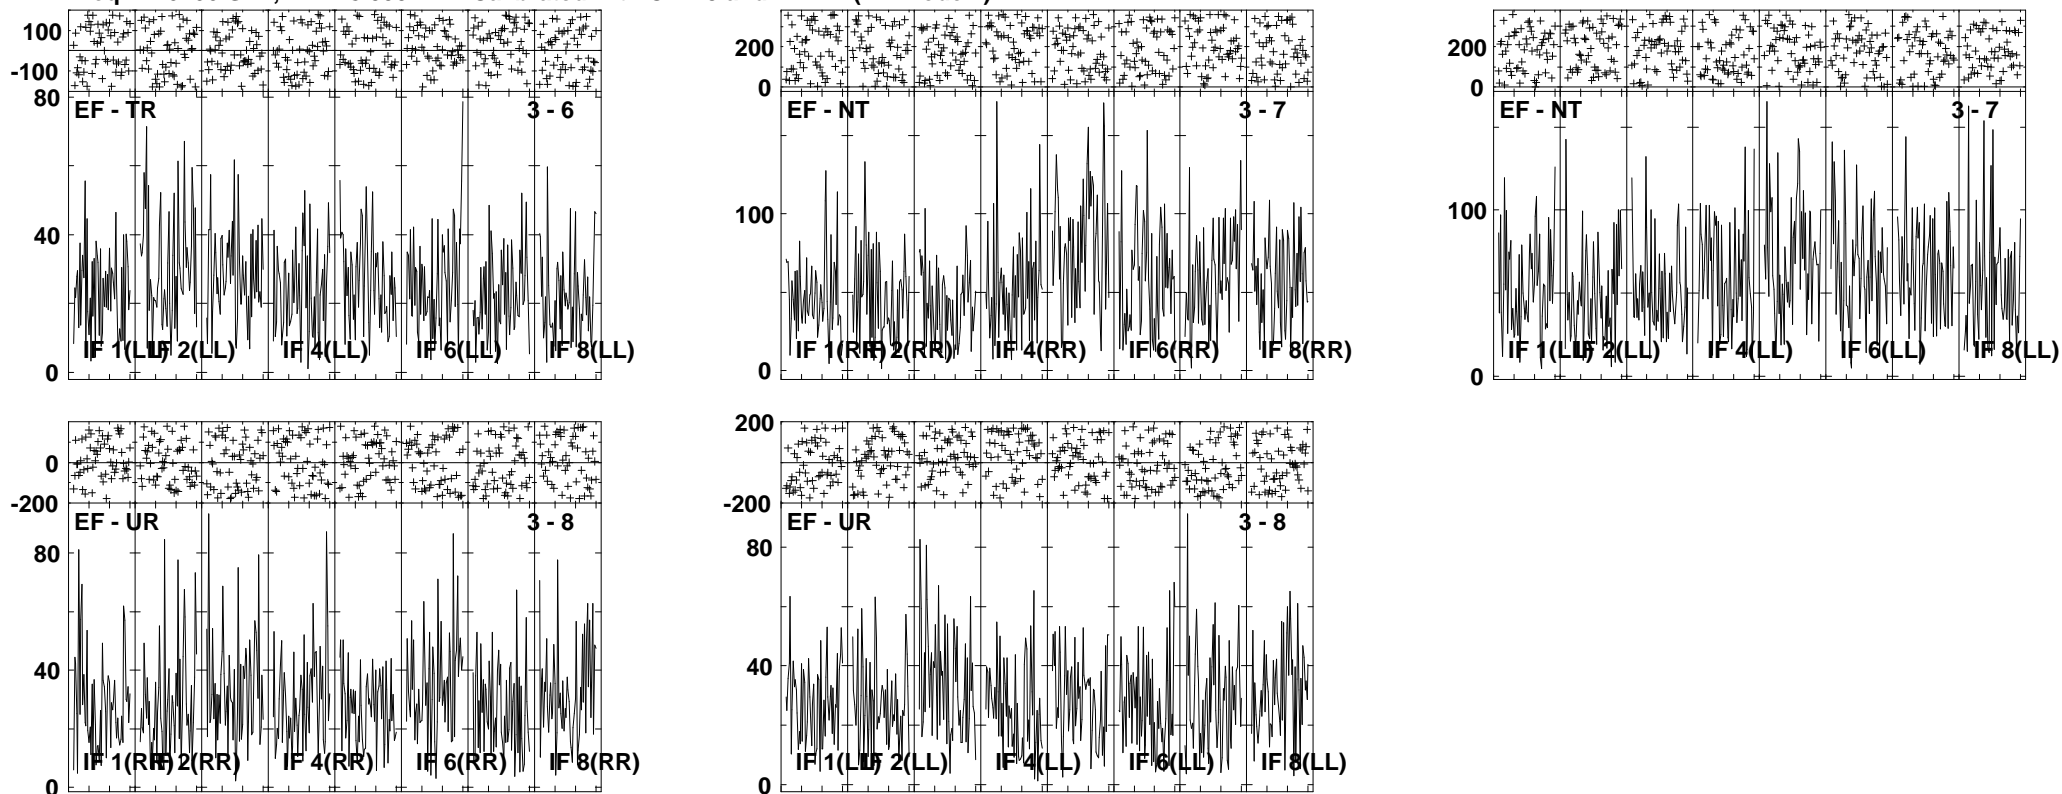 100
-100
80
40
0
EF - TR
3 - 6
IF 1(LL)
IF 2(LL)
IF 4(LL)
IF 6(LL)
IF 8(LL)
200
0
100
0
EF - NT
3 - 7
IF 1(RR)
IF 2(RR)
IF 4(RR)
IF 6(RR)
IF 8(RR)
200
0
100
0
EF - NT
3 - 7
IF 1(LL)
IF 2(LL)
IF 4(LL)
IF 6(LL)
IF 8(LL)
0
-200
80
40
0
EF - UR
3 - 8
IF 1(RR)
IF 2(RR)
IF 4(RR)
IF 6(RR)
IF 8(RR)
200
-200
80
40
0
EF - UR
3 - 8
IF 1(LL)
IF 2(LL)
IF 4(LL)
IF 6(LL)
IF 8(LL)